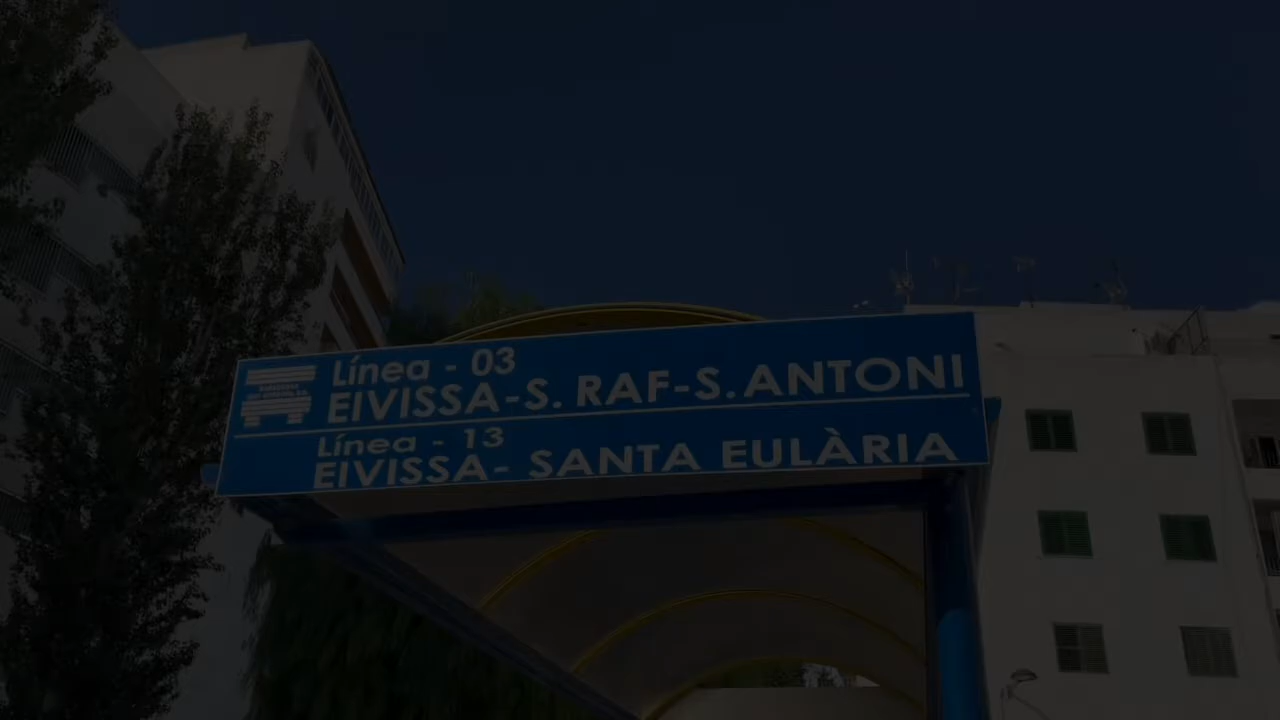 Línea - 03
EIVISSA-S. RAF-S. ANTONI
Línea - 13
EIVISSA- SANTA EULÀRIA